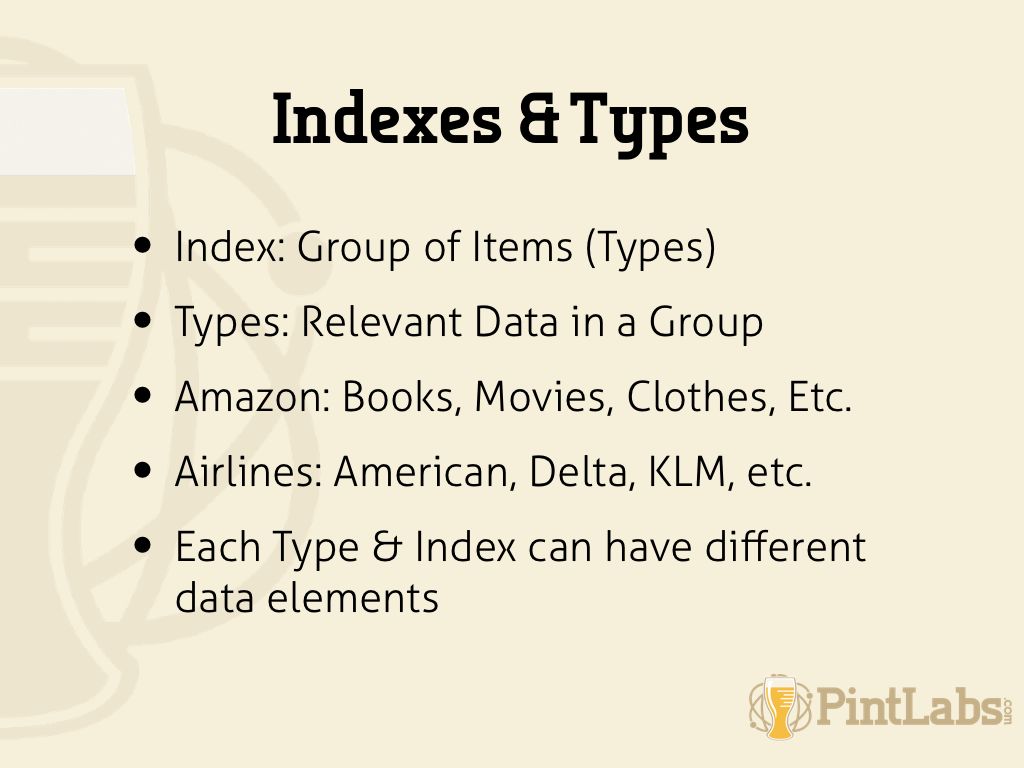 Indexes & Types
• Index: Group of Items (Types)
• Types: Relevant Data in a Group
• Amazon: Books, Movies, Clothes, Etc.
• Airlines: American, Delta, KLM, etc.
• Each Type & Index can have different
data elements
PintLabs.com